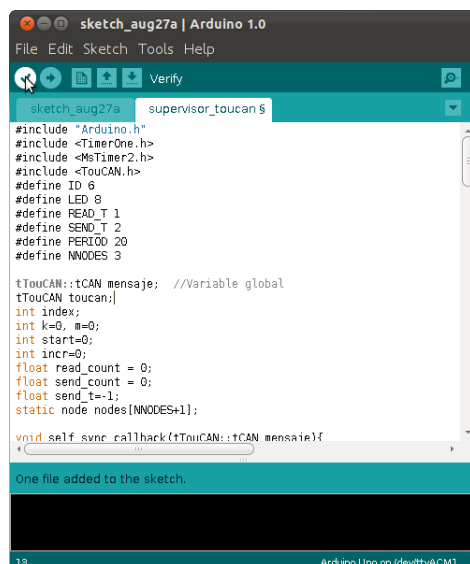 sketch_aug27a | Arduino 1.0
File Edit Sketch Tools Help
Verify
sketch_aug27a supervisor_toucan §
#include "Arduino.h"
#include <TimerOne.h>
#include <MsTimer2.h>
#include <TouCAN.h>
#define ID 6
#define LED 8
#define READ_T 1
#define SEND_T 2
#define PERIOD 20
#define NNODES 3
tTouCAN::tCAN mensaje; //Variable global
tTouCAN toucan;
int index;
int k=0, m=0;
int start=0;
int incr=0;
float read_count = 0;
float send_count = 0;
float send_t=-1;
static node nodes[NNODES+1];
void self_sync_callback(tTouCAN::tCAN mensaje){
One file added to the sketch.
13 Arduino Uno on /dev/ttyACM1